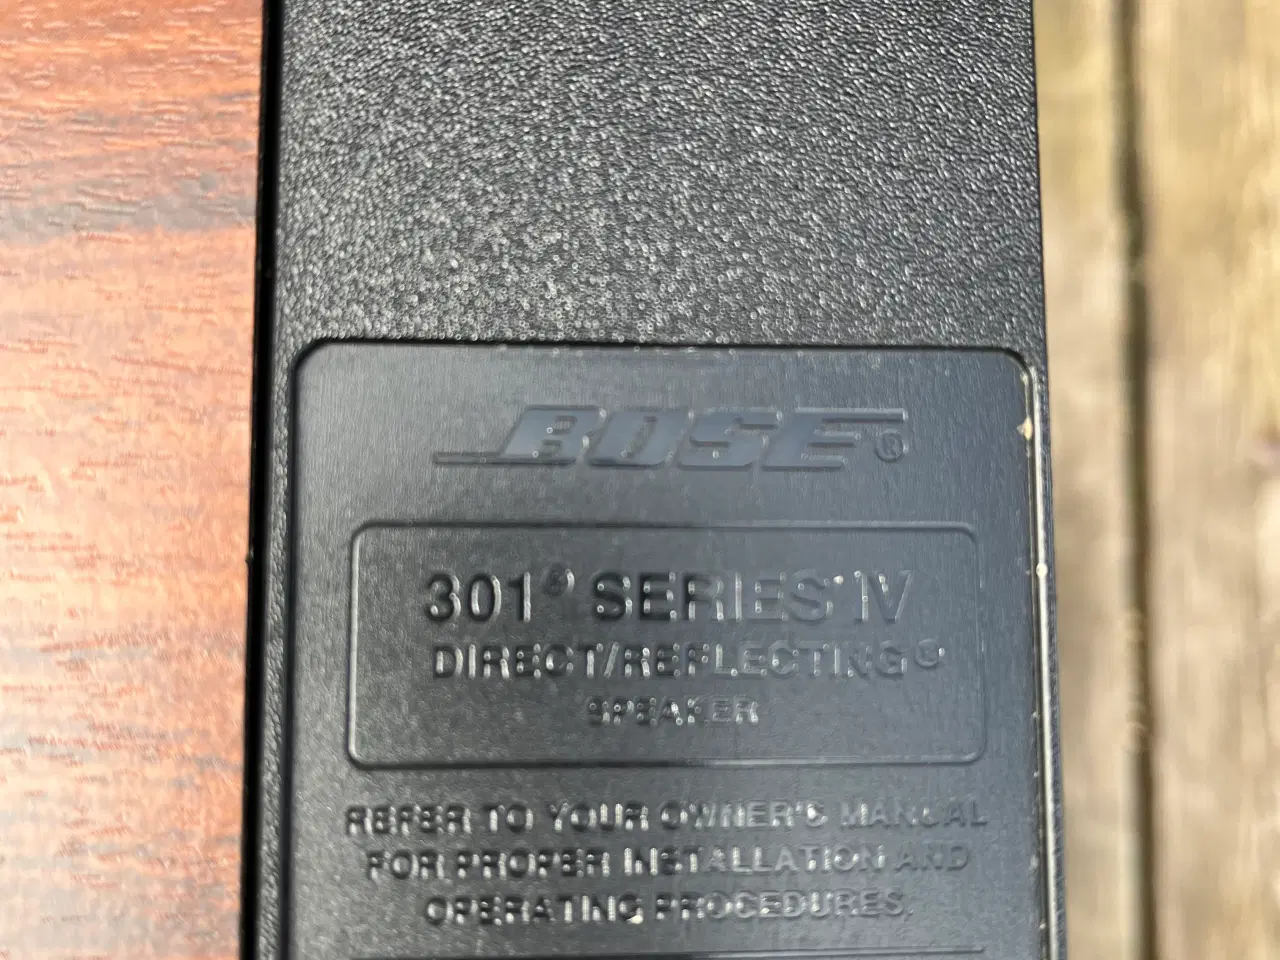 BOSE®
301® SERIES IV
DIRECT/REFLECTING®
SPEAKER
REFER TO YOUR OWNER'S MANUAL
FOR PROPER INSTALLATION AND
OPERATING PROCEDURES.